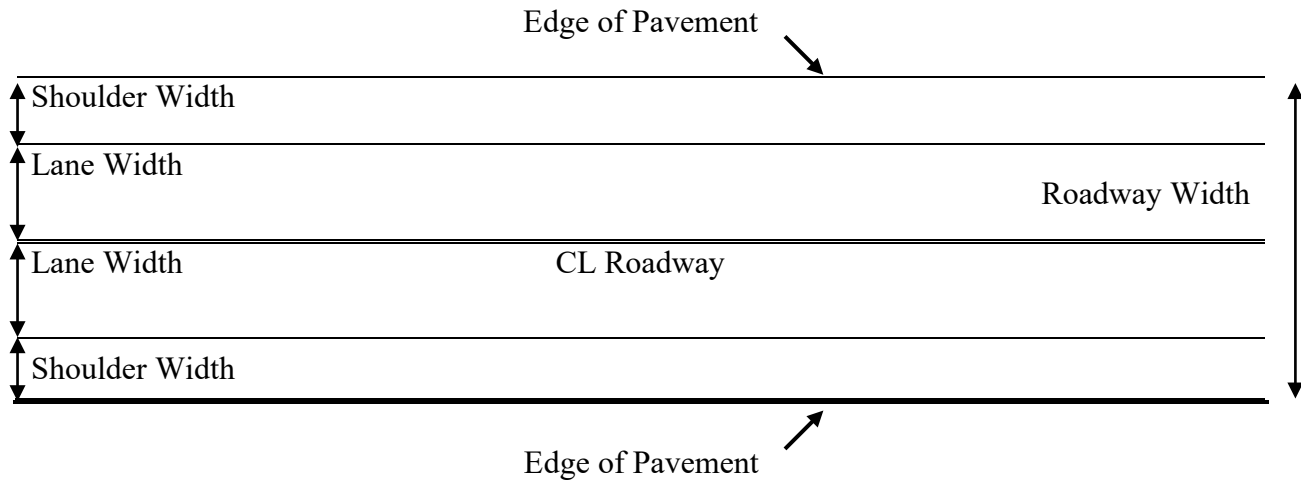 Edge of Pavement
Shoulder Width
Lane Width
Roadway Width
Lane Width
CL Roadway
Shoulder Width
Edge of Pavement